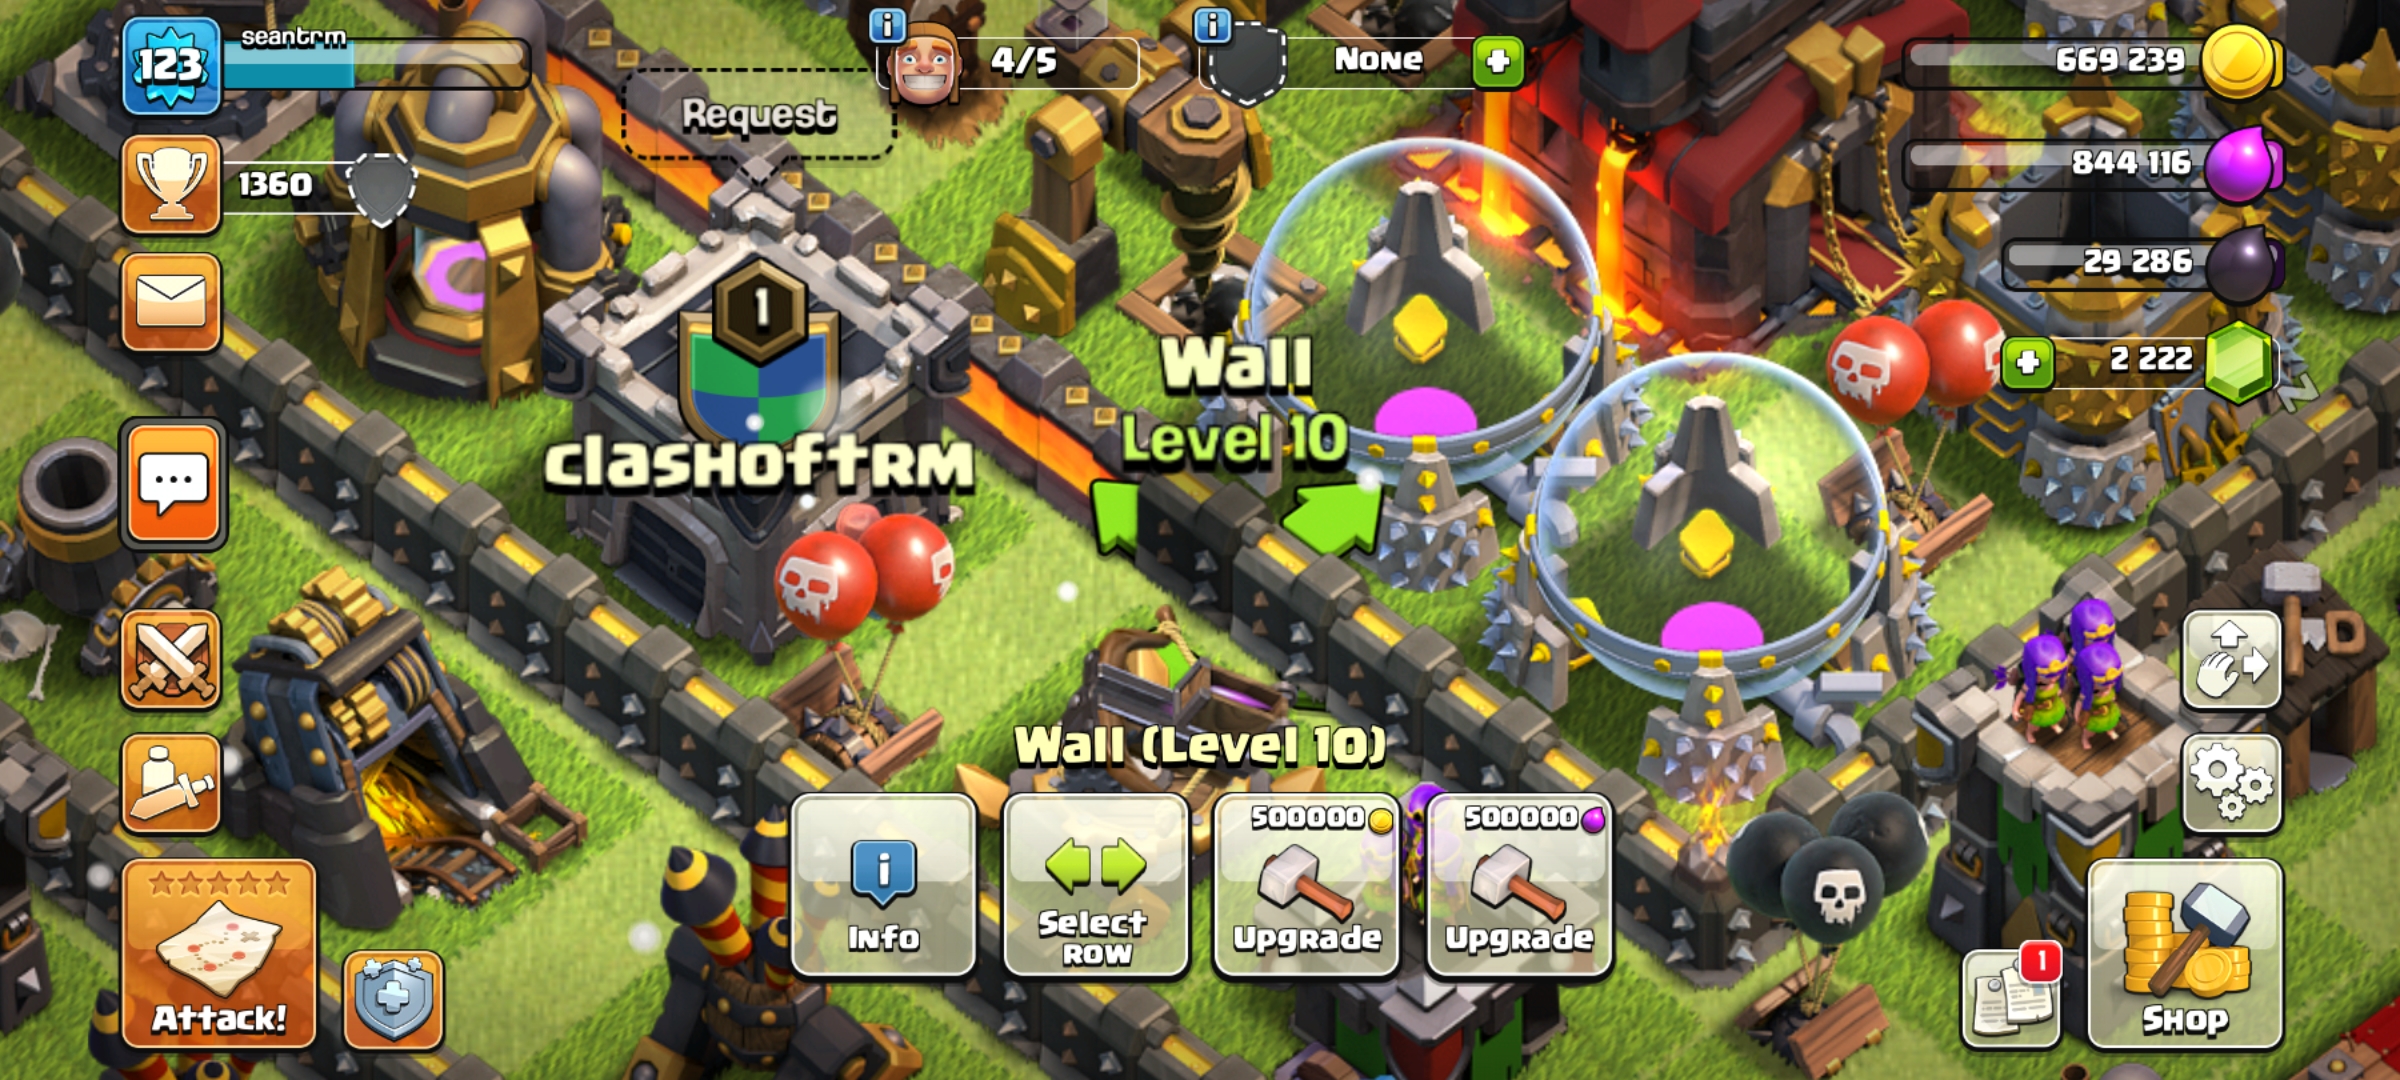 123
seantrm
4/5
None
669 239
Request
1360
844 116
29 286
1
Wall
Level 10
2 222
clashoftRM
Wall (Level 10)
500000
500000
Info
Select
Row
Upgrade
Upgrade
1
Attack!
Shop